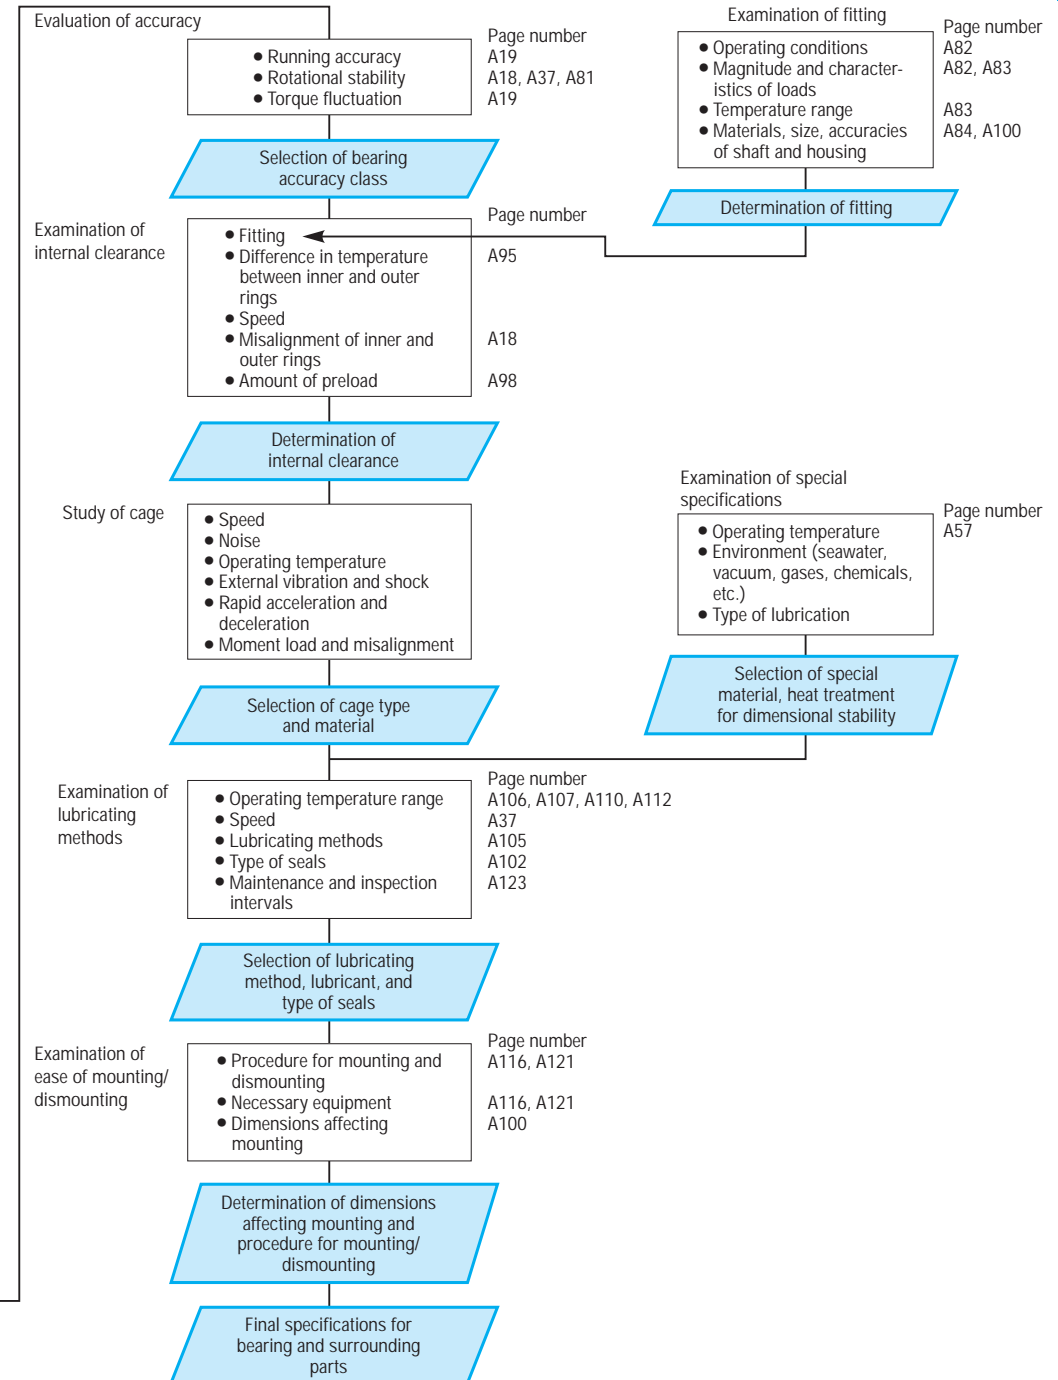 Evaluation of accuracy
Page number
● Running accuracy A19
● Rotational stability A18, A37, A81
● Torque fluctuation A19
Selection of bearing
accuracy class
Examination of fitting
Page number
● Operating conditions A82
● Magnitude and character- A82, A83
istics of loads
● Temperature range A83
● Materials, size, accuracies A84, A100
of shaft and housing
Determination of fitting
Examination of
internal clearance
Page number
● Fitting
● Difference in temperature A95
between inner and outer
rings
● Speed
● Misalignment of inner and A18
outer rings
● Amount of preload A98
Determination of
internal clearance
Study of cage
● Speed
● Noise
● Operating temperature
● External vibration and shock
● Rapid acceleration and
deceleration
● Moment load and misalignment
Selection of cage type
and material
Examination of special
specifications
Page number
● Operating temperature A57
● Environment (seawater,
vacuum, gases, chemicals,
etc.)
● Type of lubrication
Selection of special
material, heat treatment
for dimensional stability
Examination of
lubricating
methods
Page number
● Operating temperature range A106, A107, A110, A112
● Speed A37
● Lubricating methods A105
● Type of seals A102
● Maintenance and inspection A123
intervals
Selection of lubricating
method, lubricant, and
type of seals
Examination of
ease of mounting/
dismounting
Page number
● Procedure for mounting and A116, A121
dismounting
● Necessary equipment A116, A121
● Dimensions affecting A100
mounting
Determination of dimensions
affecting mounting and
procedure for mounting/
dismounting
Final specifications for
bearing and surrounding
parts